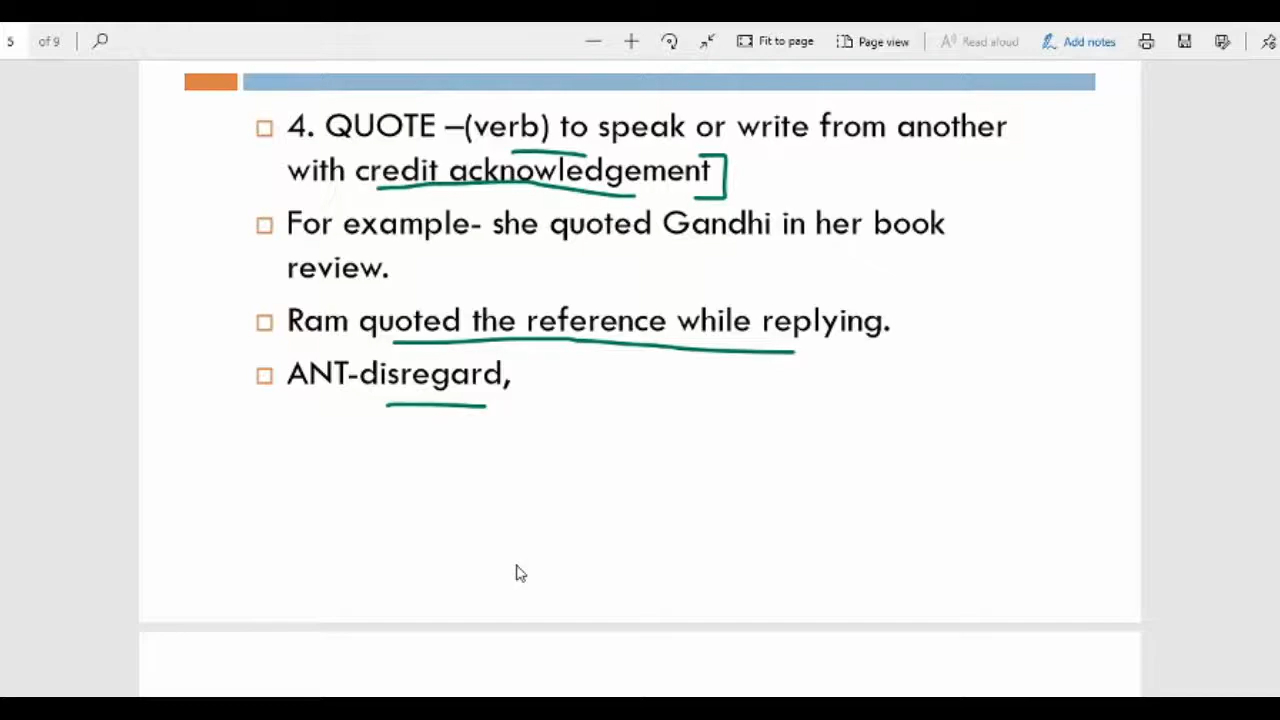 5 of 9 Fit to page Page view Read aloud Add notes
4. QUOTE –(verb) to speak or write from another
with credit acknowledgement
For example- she quoted Gandhi in her book
review.
Ram quoted the reference while replying.
ANT-disregard,